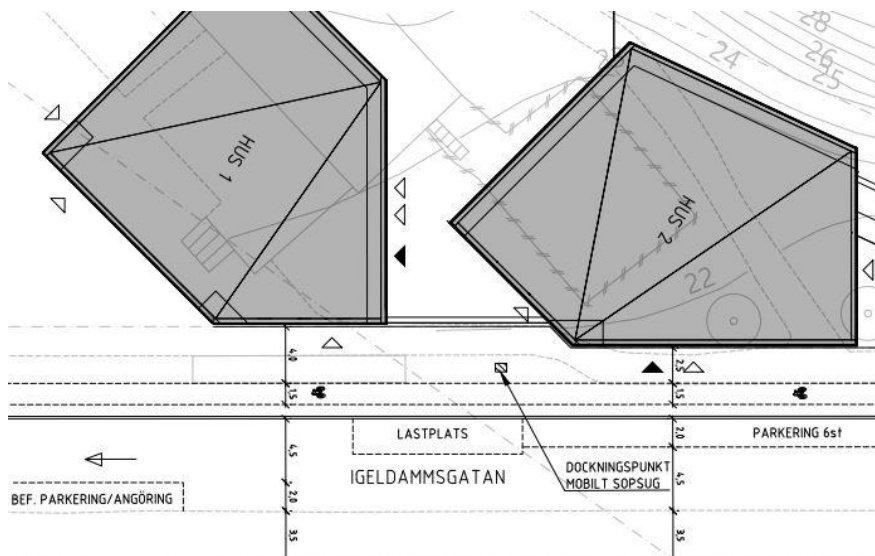 28
26
24
25
HUS 1
HUS 2
22
4.0
2.5
1.5
1.5
4.5
LASTPLATS
2.0
PARKERING 6st
IGELDAMMSGATAN
DOCKNINGSPUNKT
MOBILT SOPSUG
4.5
BEF. PARKERING/ANGÖRING
2.0
3.5
3.5